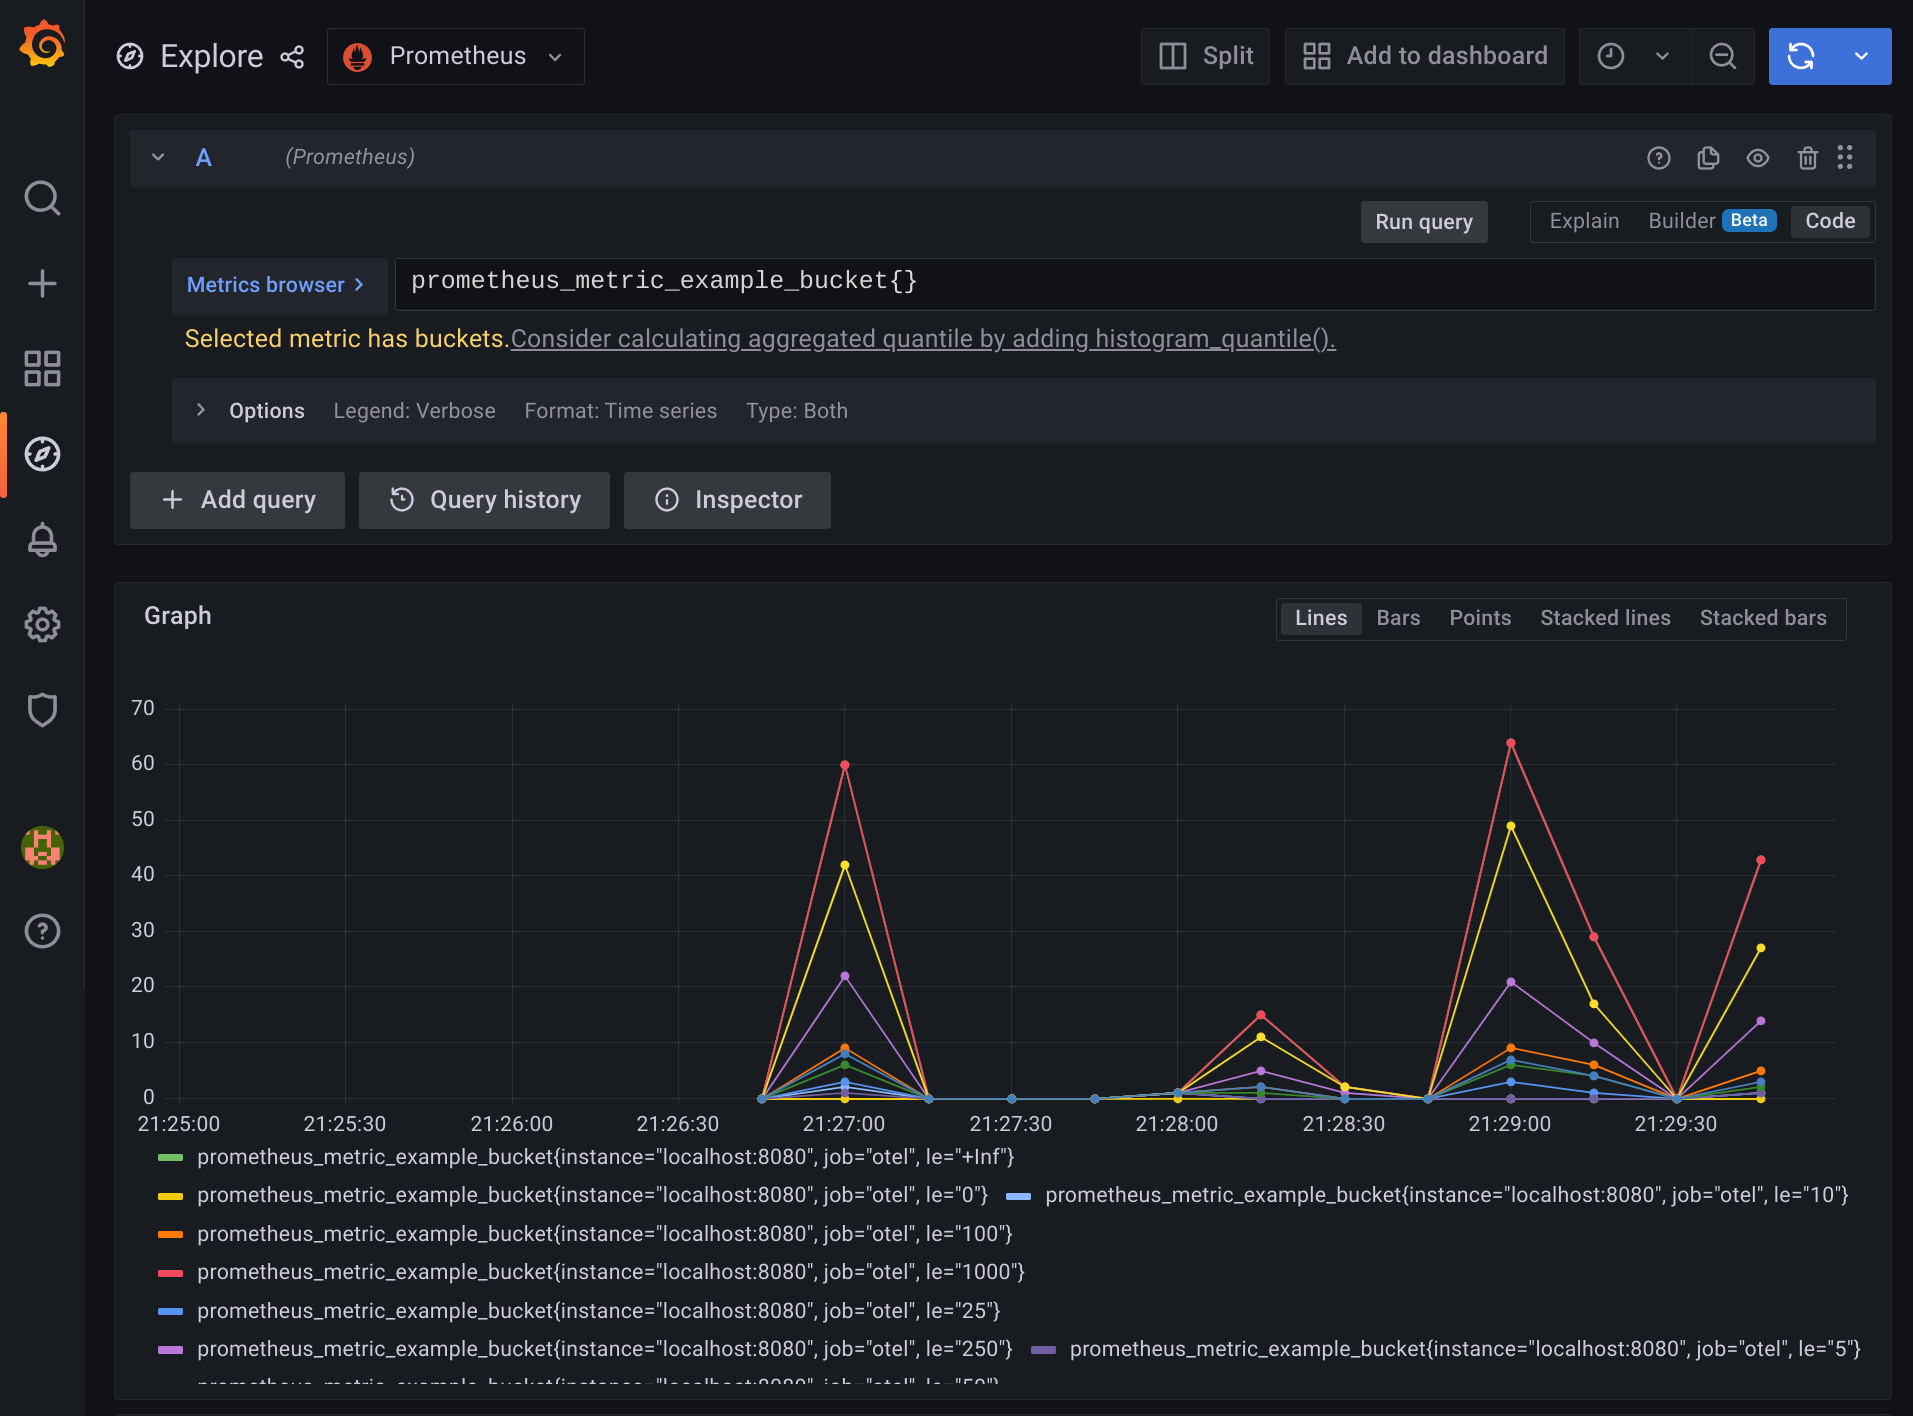 Explore Prometheus Split Add to dashboard
A (Prometheus)
Run query Explain Builder Beta Code
Metrics browser > prometheus_metric_example_bucket{}
Selected metric has buckets. Consider calculating aggregated quantile by adding histogram_quantile().
Options Legend: Verbose Format: Time series Type: Both
+ Add query Query history Inspector
Graph Lines Bars Points Stacked lines Stacked bars
70
60
50
40
30
20
10
0
21:25:00 21:25:30 21:26:00 21:26:30 21:27:00 21:27:30 21:28:00 21:28:30 21:29:00 21:29:30
prometheus_metric_example_bucket{instance="localhost:8080", job="otel", le="+Inf"}
prometheus_metric_example_bucket{instance="localhost:8080", job="otel", le="0"} prometheus_metric_example_bucket{instance="localhost:8080", job="otel", le="10"}
prometheus_metric_example_bucket{instance="localhost:8080", job="otel", le="100"}
prometheus_metric_example_bucket{instance="localhost:8080", job="otel", le="1000"}
prometheus_metric_example_bucket{instance="localhost:8080", job="otel", le="25"}
prometheus_metric_example_bucket{instance="localhost:8080", job="otel", le="250"} prometheus_metric_example_bucket{instance="localhost:8080", job="otel", le="5"}